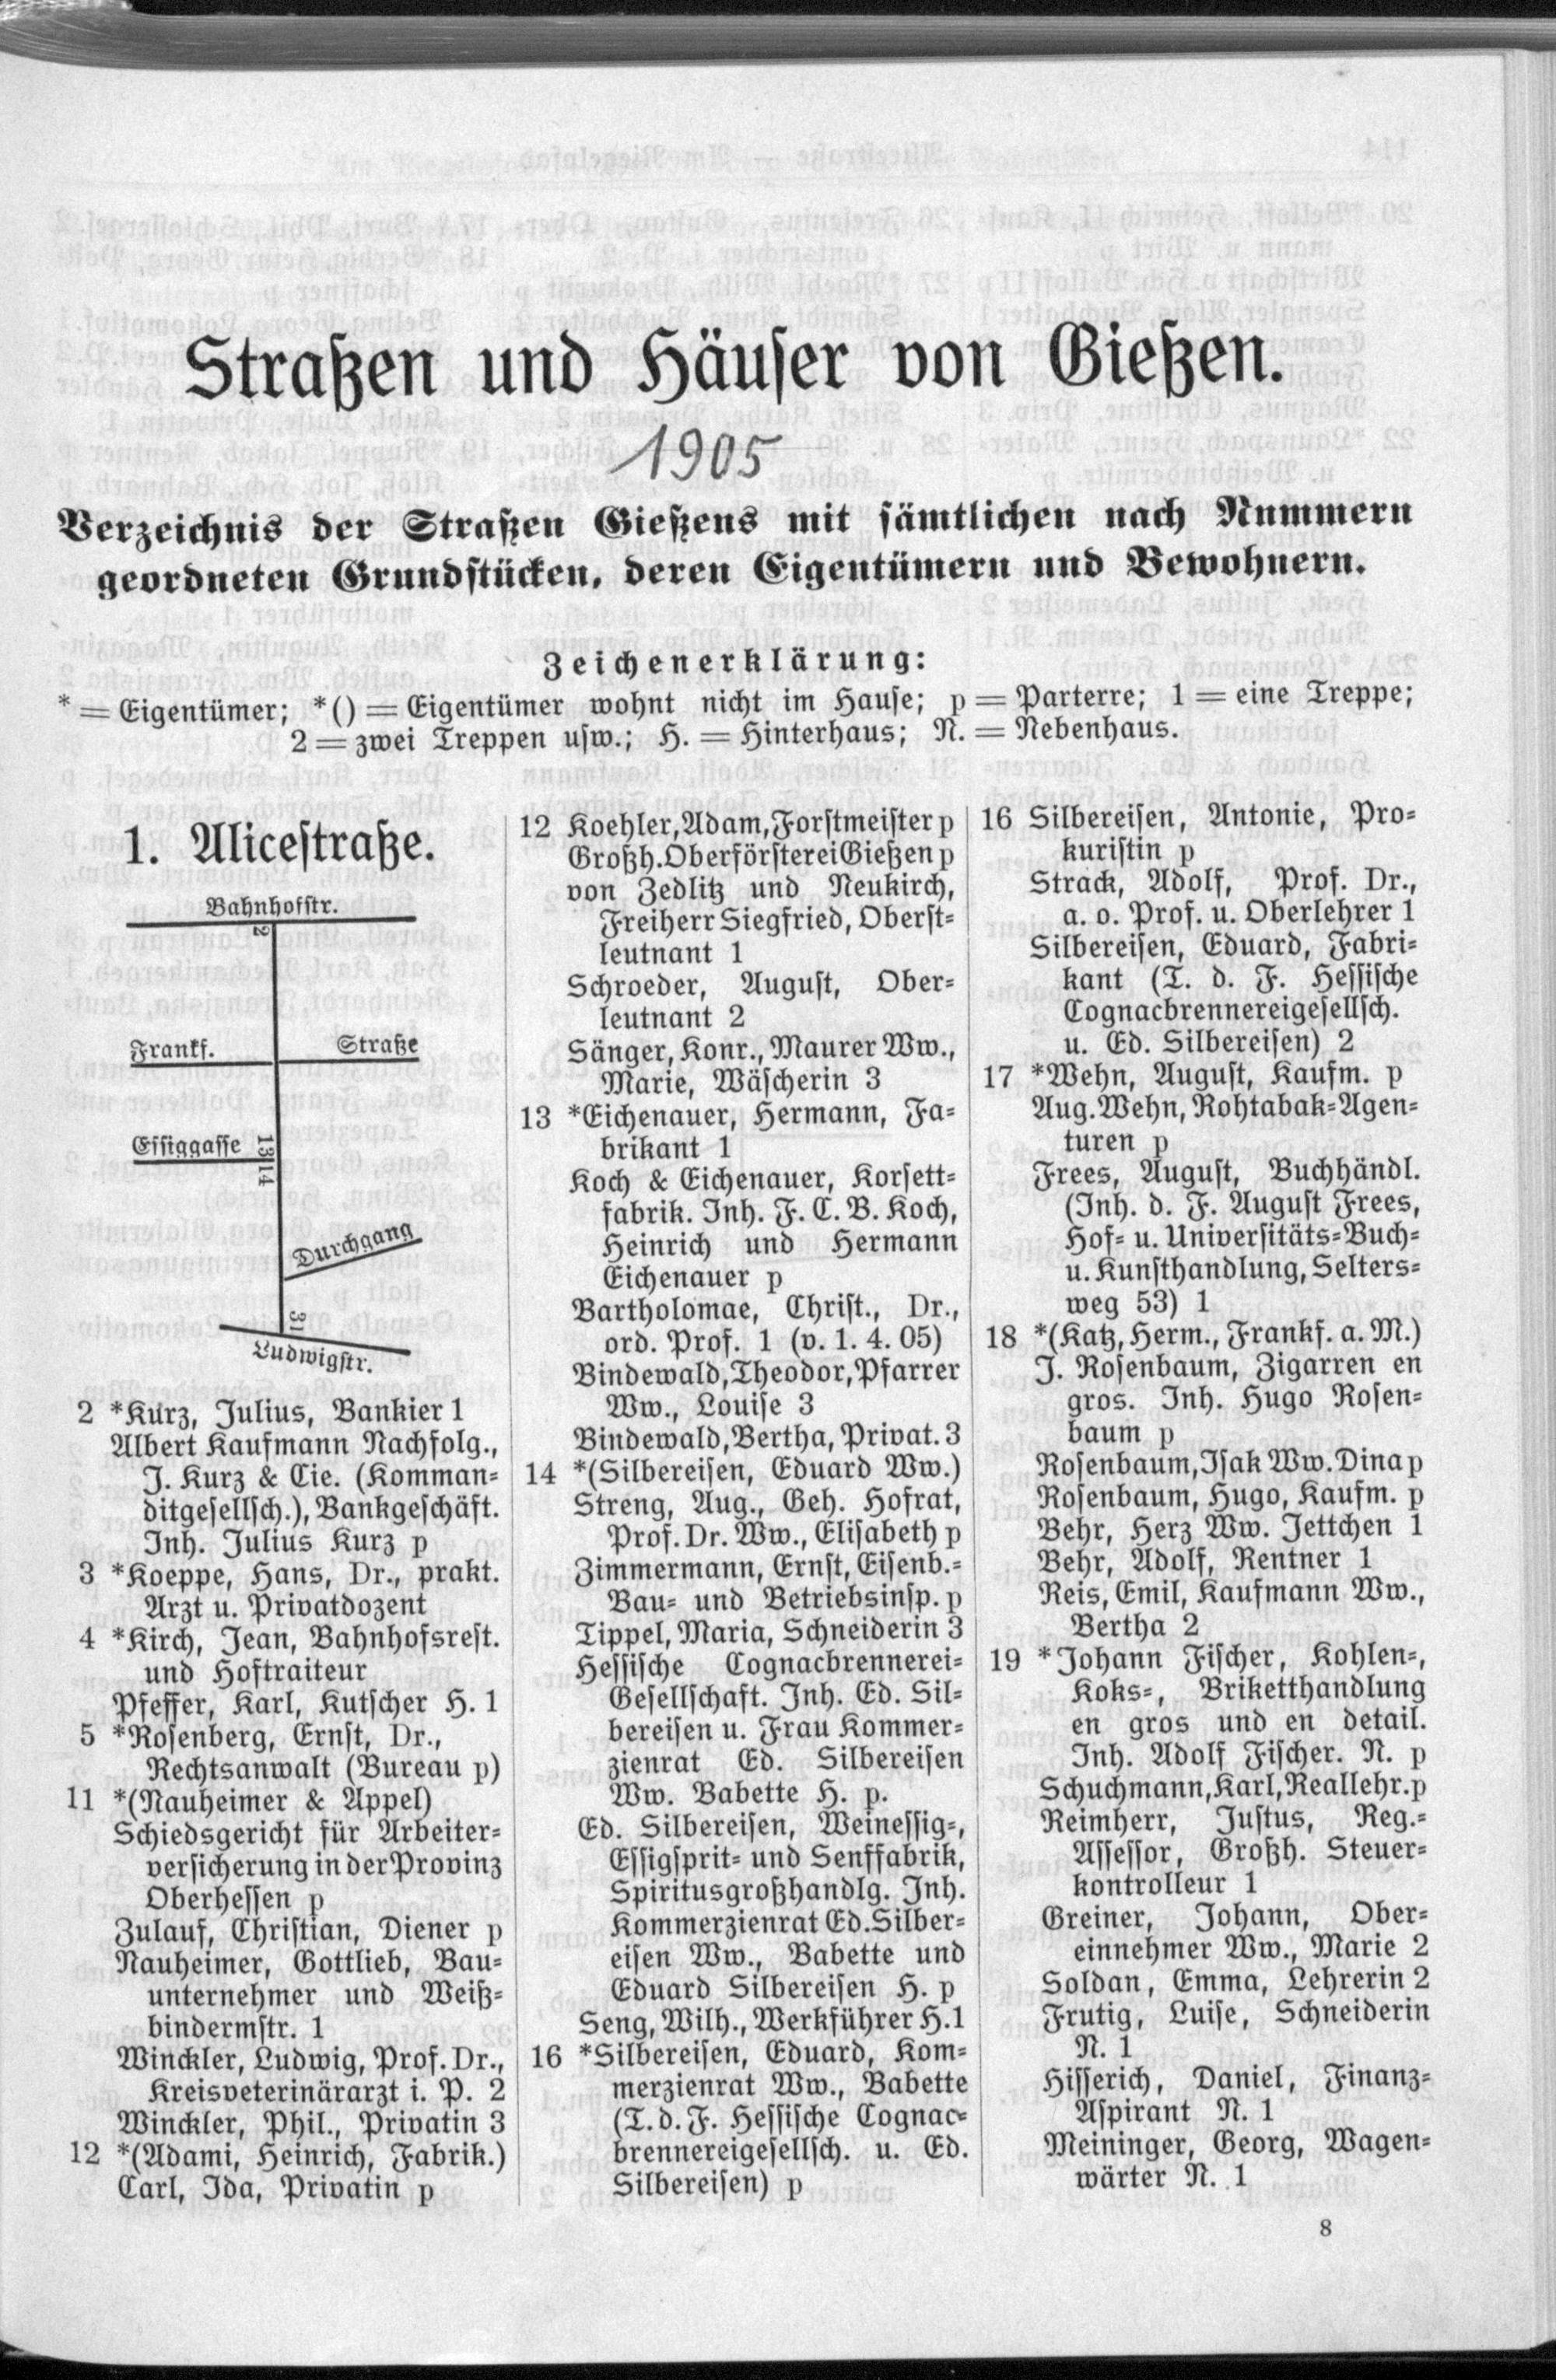 Straßen und Häuser von Gießen.
1905
Verzeichnis der Straßen Gießens mit sämtlichen nach Nummern
geordneten Grundstücken, deren Eigentümern und Bewohnern.
Zeichenerklärung:
* = Eigentümer; *() = Eigentümer wohnt nicht im Hause; p = Parterre; 1 = eine Treppe;
2 = zwei Treppen usw.; H. = Hinterhaus; N. = Nebenhaus.
1. Alicestraße.
Bahnhofstr.
2
Frankf. Straße
Essiggasse 13 14
Durchgang
31
Ludwigstr.
2 *Kurz, Julius, Bankier 1
Albert Kaufmann Nachfolg.,
J. Kurz & Cie. (Komman-
ditgesellsch.), Bankgeschäft.
Inh. Julius Kurz p
3 *Koeppe, Hans, Dr., prakt.
Arzt u. Privatdozent
4 *Kirch, Jean, Bahnhofsrest.
und Hoftraiteur
Pfeffer, Karl, Kutscher H. 1
5 *Rosenberg, Ernst, Dr.,
Rechtsanwalt (Bureau p)
11 *(Nauheimer & Appel)
Schiedsgericht für Arbeiter-
versicherung in der Provinz
Oberhessen p
Zulauf, Christian, Diener p
Nauheimer, Gottlieb, Bau-
unternehmer und Weiß-
bindermstr. 1
Winckler, Ludwig, Prof. Dr.,
Kreisveterinärarzt i. P. 2
Winckler, Phil., Privatin 3
12 *(Adami, Heinrich, Fabrik.)
Carl, Ida, Privatin p
12 Koehler, Adam, Forstmeister p
Großh. Oberförsterei Gießen p
von Zedlitz und Neukirch,
Freiherr Siegfried, Oberst-
leutnant 1
Schroeder, August, Ober-
leutnant 2
Sänger, Konr., Maurer Ww.,
Marie, Wäscherin 3
13 *Eichenauer, Hermann, Fa-
brikant 1
Koch & Eichenauer, Korsett-
fabrik. Inh. F. C. B. Koch,
Heinrich und Hermann
Eichenauer p
Bartholomae, Christ., Dr.,
ord. Prof. 1 (v. 1. 4. 05)
Bindewald, Theodor, Pfarrer
Ww., Louise 3
Bindewald, Bertha, Privat. 3
14 *(Silbereisen, Eduard Ww.)
Streng, Aug., Geh. Hofrat,
Prof. Dr. Ww., Elisabeth p
Zimmermann, Ernst, Eisenb.-
Bau- und Betriebsinsp. p
Tippel, Maria, Schneiderin 3
Hessische Cognacbrennerei-
Gesellschaft. Inh. Ed. Sil-
bereisen u. Frau Kommer-
zienrat Ed. Silbereisen
Ww. Babette H. p.
Ed. Silbereisen, Weinessig-,
Essigsprit- und Senffabrik,
Spiritusgroßhandlg. Inh.
Kommerzienrat Ed. Silber-
eisen Ww., Babette und
Eduard Silbereisen H. p
Seng, Wilh., Werkführer H. 1
16 *Silbereisen, Eduard, Kom-
merzienrat Ww., Babette
(T. d. F. Hessische Cognac-
brennereigesellsch. u. Ed.
Silbereisen) p
16 Silbereisen, Antonie, Pro-
kuristin p
Strack, Adolf, Prof. Dr.,
a. o. Prof. u. Oberlehrer 1
Silbereisen, Eduard, Fabri-
kant (T. d. F. Hessische
Cognacbrennereigesellsch.
u. Ed. Silbereisen) 2
17 *Wehn, August, Kaufm. p
Aug. Wehn, Rohtabak-Agen-
turen p
Frees, August, Buchhändl.
(Inh. d. F. August Frees,
Hof- u. Universitäts-Buch-
u. Kunsthandlung, Selters-
weg 53) 1
18 *(Katz, Herm., Frankf. a. M.)
J. Rosenbaum, Zigarren en
gros. Inh. Hugo Rosen-
baum p
Rosenbaum, Isak Ww. Dina p
Rosenbaum, Hugo, Kaufm. p
Behr, Herz Ww. Jettchen 1
Behr, Adolf, Rentner 1
Reis, Emil, Kaufmann Ww.,
Bertha 2
19 *Johann Fischer, Kohlen-,
Koks-, Briketthandlung
en gros und en detail.
Inh. Adolf Fischer. N. p
Schuchmann, Karl, Reallehr. p
Reimherr, Justus, Reg.-
Assessor, Großh. Steuer-
kontrolleur 1
Greiner, Johann, Ober-
einnehmer Ww., Marie 2
Soldan, Emma, Lehrerin 2
Frutig, Luise, Schneiderin
N. 1
Hisserich, Daniel, Finanz-
Aspirant N. 1
Meininger, Georg, Wagen-
wärter N. 1
8